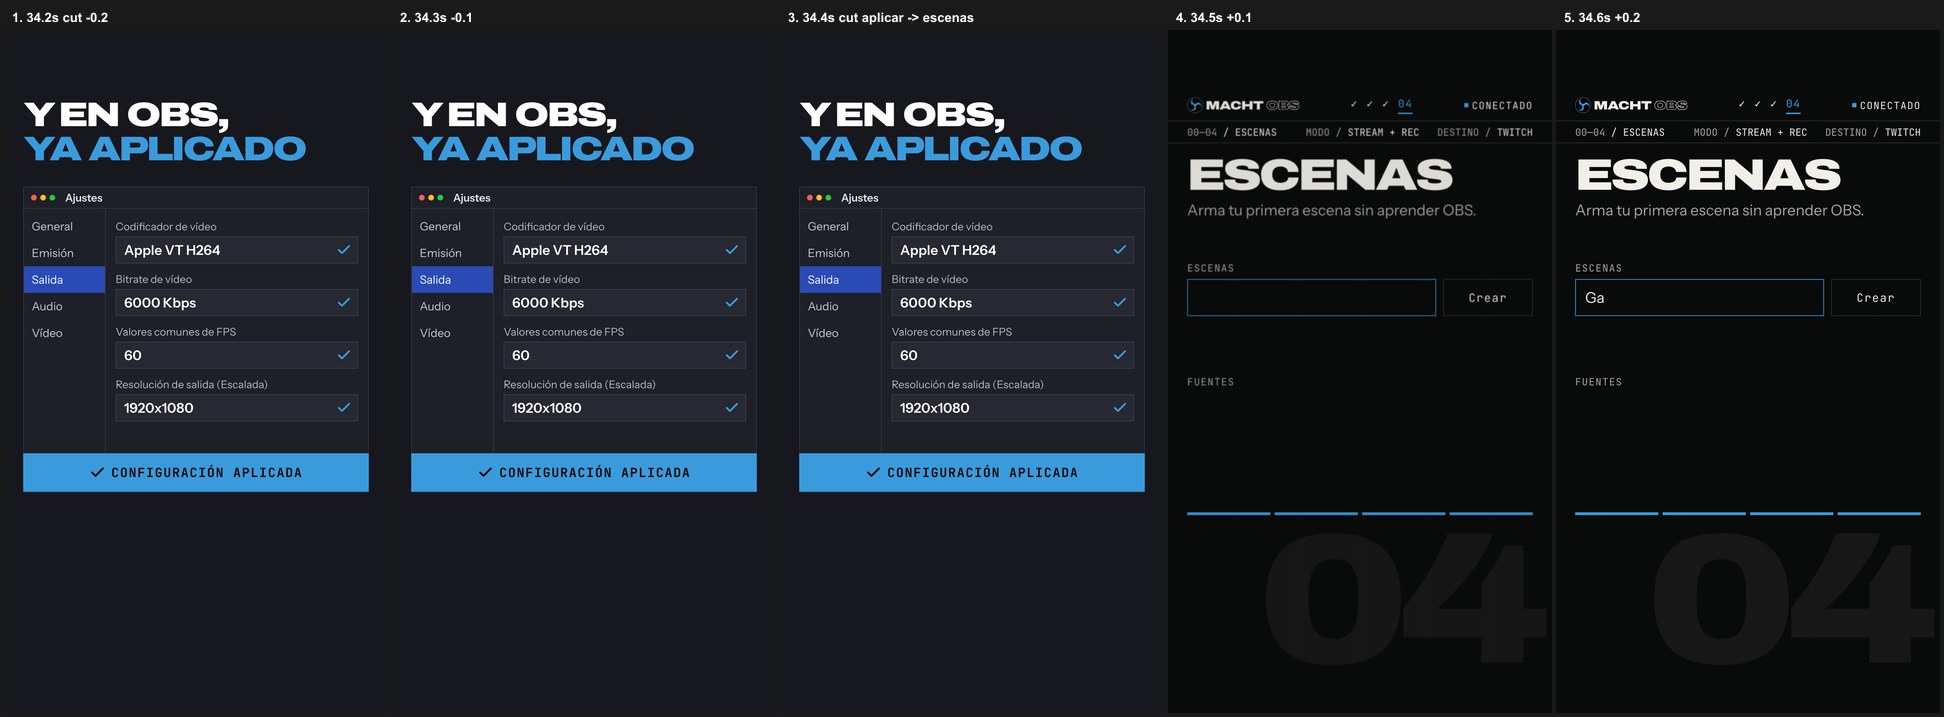 1. 34.2s cut -0.2
Y EN OBS,
YA APLICADO
Ajustes
General
Emisión
Salida
Audio
Vídeo
Codificador de vídeo
Apple VT H264
Bitrate de vídeo
6000 Kbps
Valores comunes de FPS
60
Resolución de salida (Escalada)
1920x1080
✓ CONFIGURACIÓN APLICADA
2. 34.3s -0.1
Y EN OBS,
YA APLICADO
Ajustes
General
Emisión
Salida
Audio
Vídeo
Codificador de vídeo
Apple VT H264
Bitrate de vídeo
6000 Kbps
Valores comunes de FPS
60
Resolución de salida (Escalada)
1920x1080
✓ CONFIGURACIÓN APLICADA
3. 34.4s cut aplicar -> escenas
Y EN OBS,
YA APLICADO
Ajustes
General
Emisión
Salida
Audio
Vídeo
Codificador de vídeo
Apple VT H264
Bitrate de vídeo
6000 Kbps
Valores comunes de FPS
60
Resolución de salida (Escalada)
1920x1080
✓ CONFIGURACIÓN APLICADA
4. 34.5s +0.1
MACHT OBS ✓ ✓ ✓ 04 CONECTADO
00—04 / ESCENAS MODO / STREAM + REC DESTINO / TWITCH
ESCENAS
Arma tu primera escena sin aprender OBS.
ESCENAS
Crear
FUENTES
04
5. 34.6s +0.2
MACHT OBS ✓ ✓ ✓ 04 CONECTADO
00—04 / ESCENAS MODO / STREAM + REC DESTINO / TWITCH
ESCENAS
Arma tu primera escena sin aprender OBS.
ESCENAS
Ga
Crear
FUENTES
04